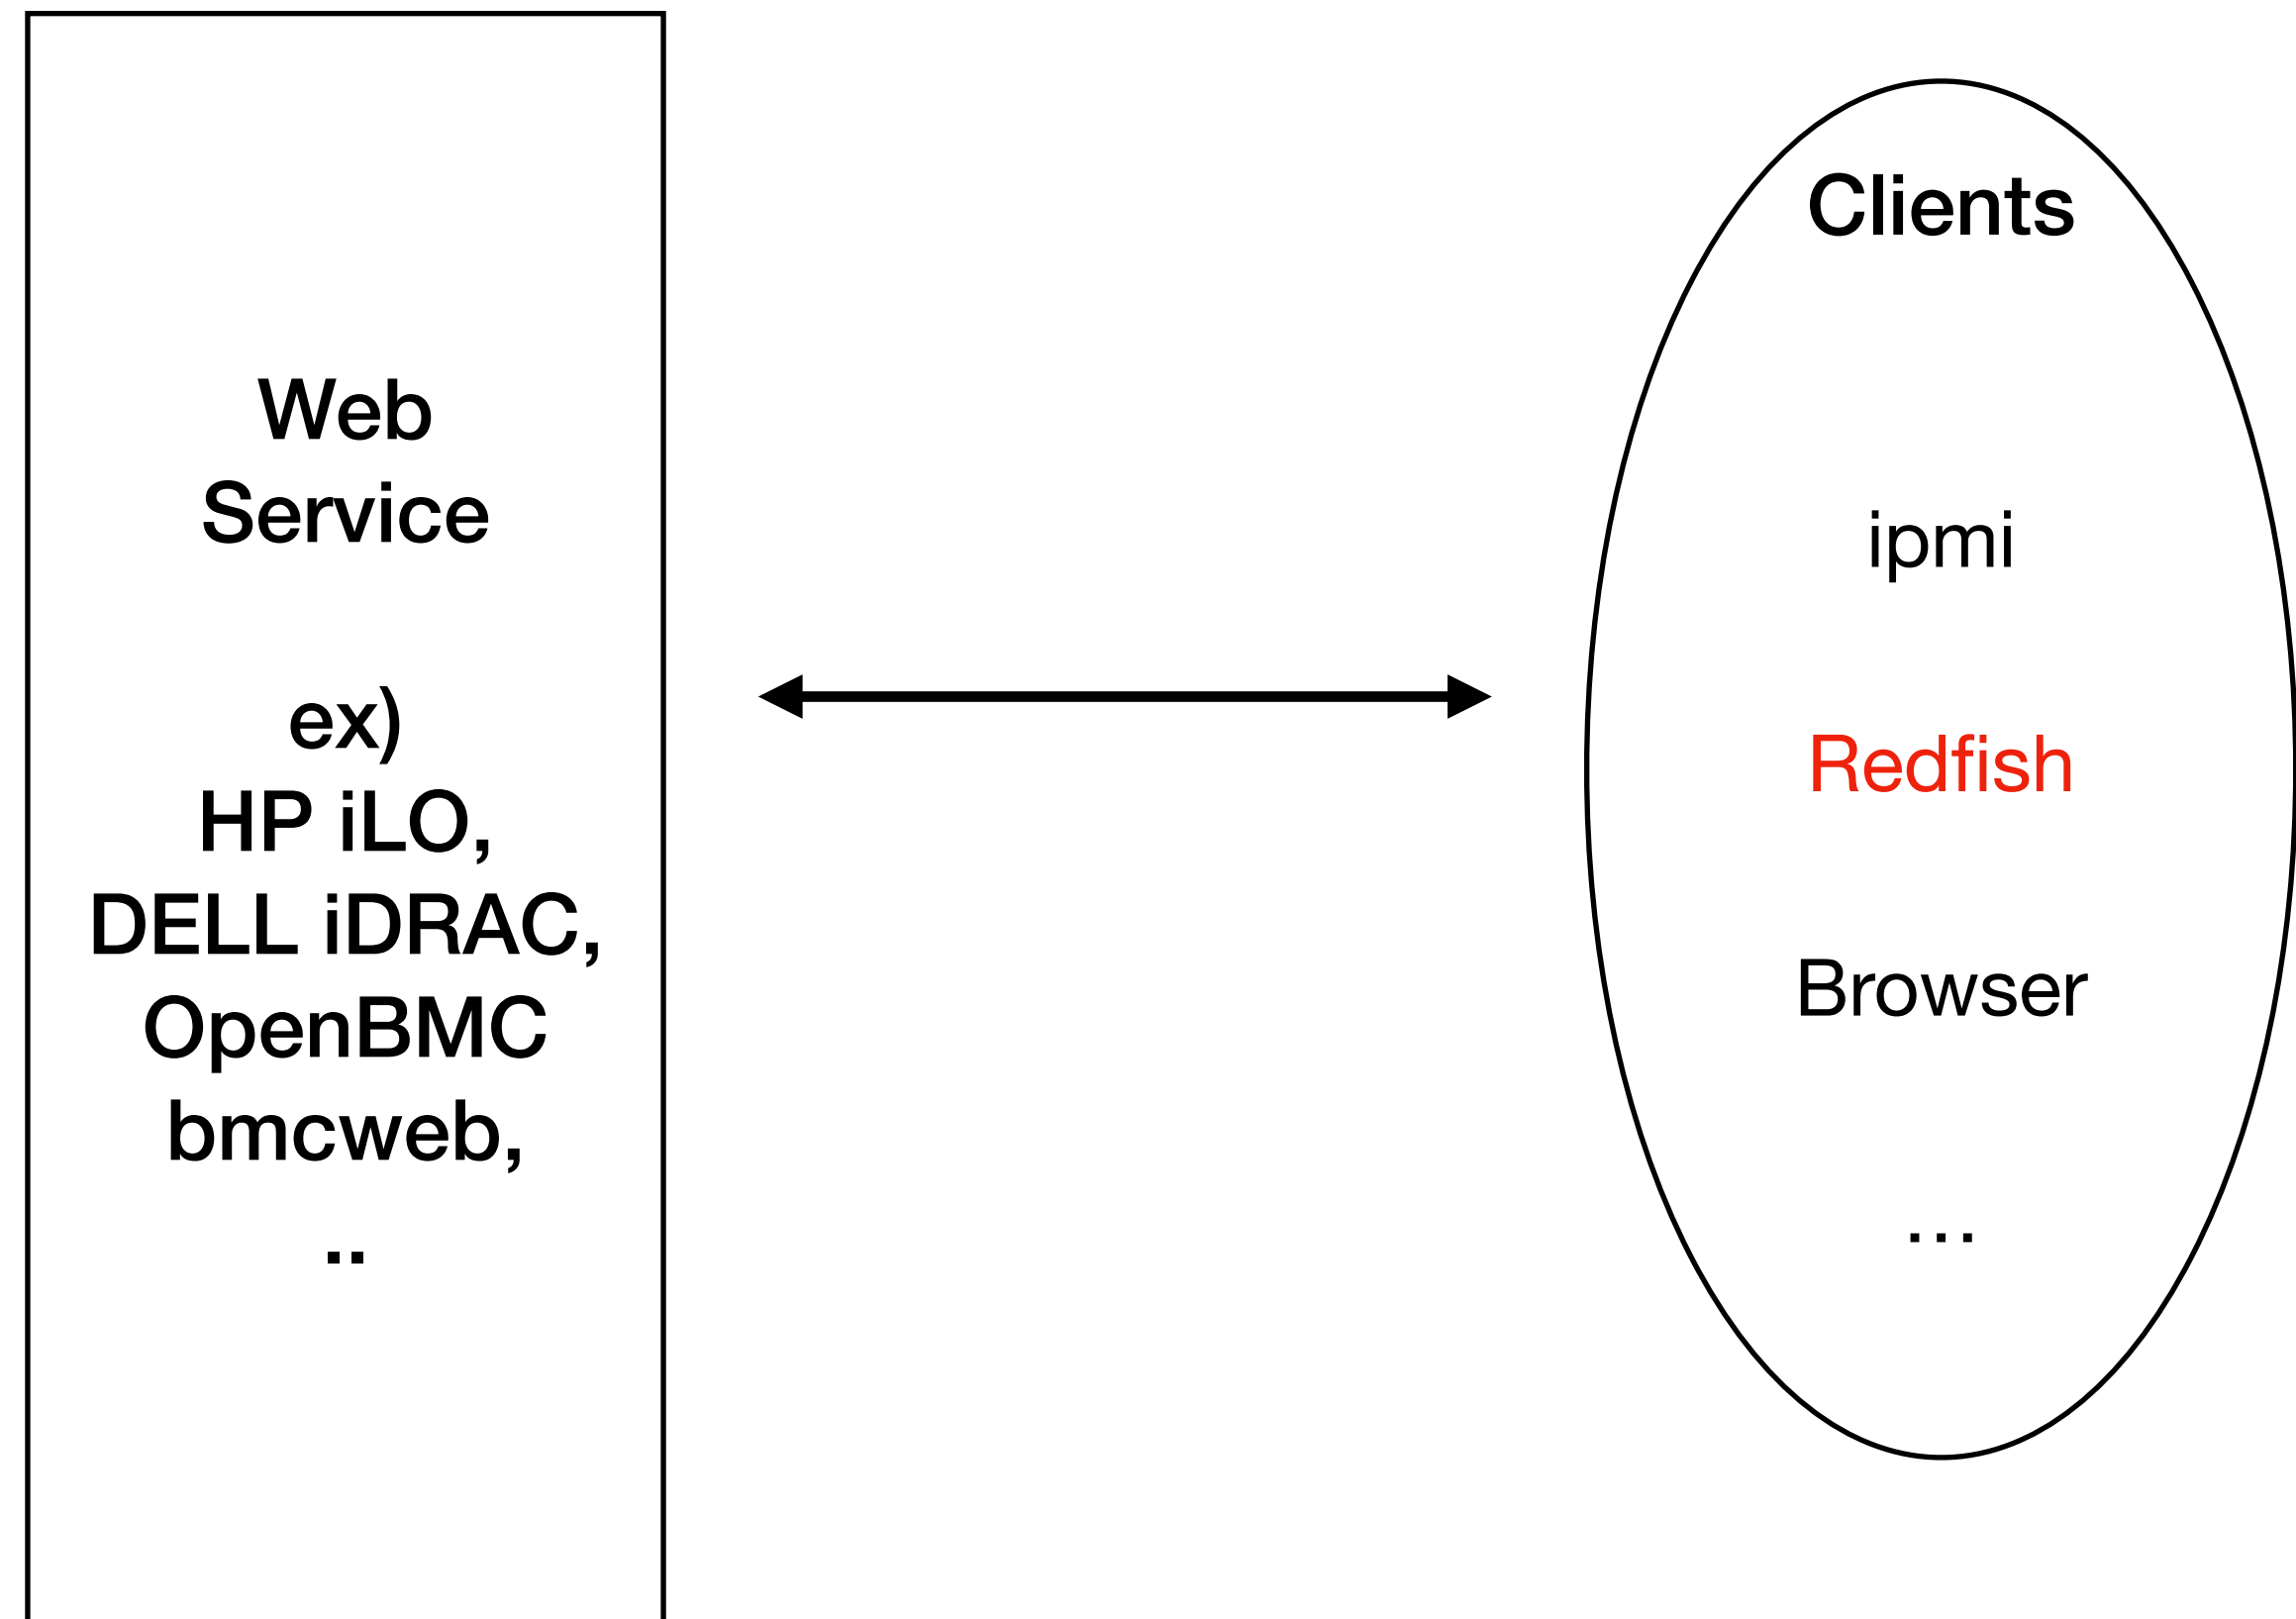 Web
Service
ex)
HP iLO,
DELL iDRAC,
OpenBMC
bmcweb,
..
Clients
ipmi
Redfish
Browser
...